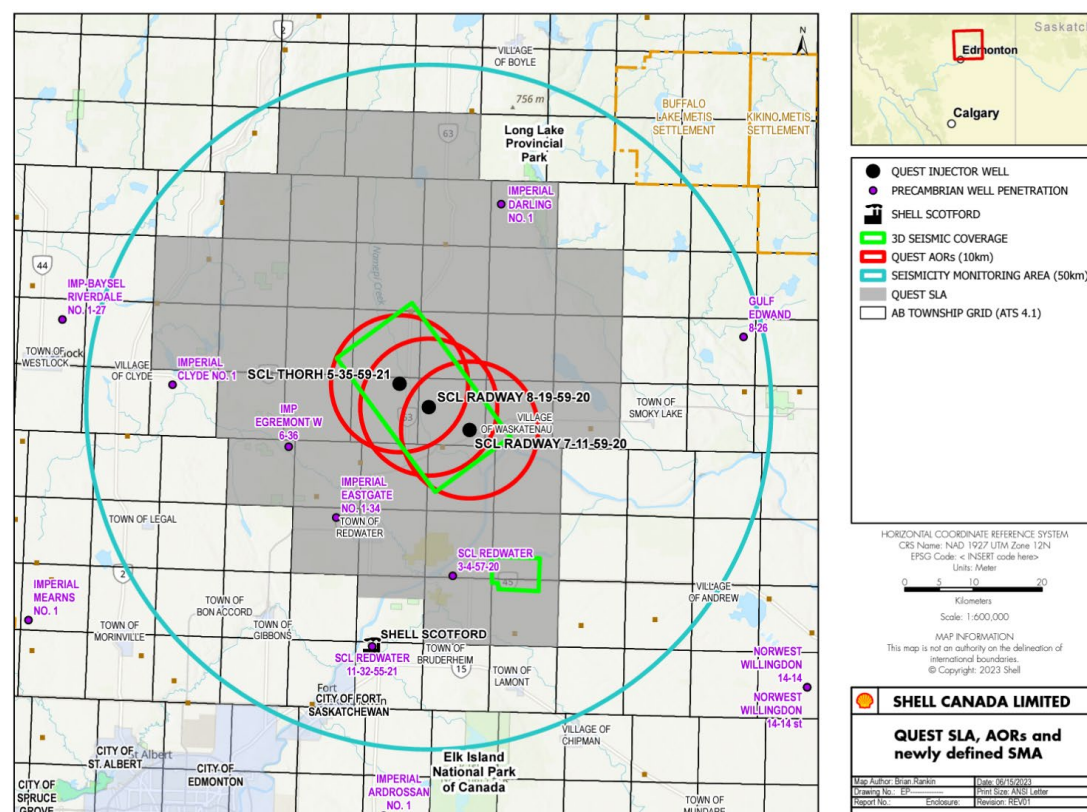 2
VILLAGE
OF BOYLE
N
756 m
63
BUFFALO
LAKE METIS
SETTLEMENT
KIKINO METIS
SETTLEMENT
Long Lake
Provincial
Park
IMPERIAL
DARLING
NO. 1
44
IMP-BAYSEL
RIVERDALE
NO. 1-27
GULF
EDWAND
8-26
TOWN OF
WESTLOCK
VILLAGE
OF CLYDE
IMPERIAL
CLYDE NO. 1
SCL THORH 5-35-59-21
SCL RADWAY 8-19-59-20
63
VILLAGE
OF WASKATENAU
TOWN OF
SMOKY LAKE
IMP
EGREMONT W
6-36
SCL RADWAY 7-11-59-20
IMPERIAL
EASTGATE
NO. 1-34
TOWN OF
REDWATER
TOWN OF LEGAL
SCL REDWATER
3-4-57-20
45
2
IMPERIAL
MEARNS
NO. 1
VILLAGE
OF ANDREW
TOWN OF
BON ACCORD
TOWN OF
MORINVILLE
TOWN OF
GIBBONS
SHELL SCOTFORD
SCL REDWATER
11-32-55-21
TOWN OF
BRUDERHEIM
15
TOWN OF
LAMONT
NORWEST
WILLINGDON
14-14
NORWEST
WILLINGDON
14-14 st
Fort
CITY OF FORT
SASKATCHEWAN
VILLAGE OF
CHIPMAN
CITY OF
ST. ALBERT
St Albert
CITY OF
EDMONTON
Elk Island
National Park
of Canada
IMPERIAL
ARDROSSAN
NO. 1
CITY OF
SPRUCE
GROVE
TOWN OF
MUNDARE
Saskatc
Edmonton
Calgary
QUEST INJECTOR WELL
PRECAMBRIAN WELL PENETRATION
SHELL SCOTFORD
3D SEISMIC COVERAGE
QUEST AORs (10km)
SEISMICITY MONITORING AREA (50km)
QUEST SLA
AB TOWNSHIP GRID (ATS 4.1)
HORIZONTAL COORDINATE REFERENCE SYSTEM
CRS Name: NAD 1927 UTM Zone 12N
EPSG Code: < INSERT code here>
Units: Meter
0 5 10 20
Kilometers
Scale: 1:600,000
MAP INFORMATION
This map is not an authority on the delineation of
international boundaries.
© Copyright: 2023 Shell
SHELL CANADA LIMITED
QUEST SLA, AORs and
newly defined SMA
Map Author: Brian.Rankin Date: 06/15/2023
Drawing No.: EP------------- Print Size: ANSI Letter
Report No.: Enclosure: Revision: REV01